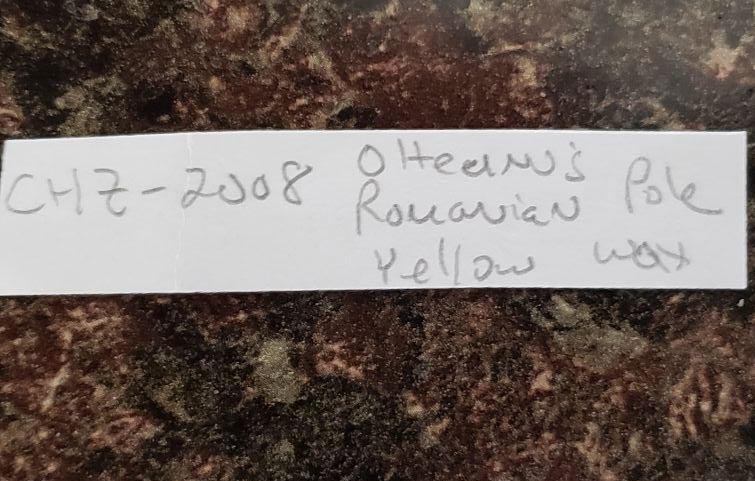 CHZ-2008 Olteanu's
Romanian Pole
Yellow Wax